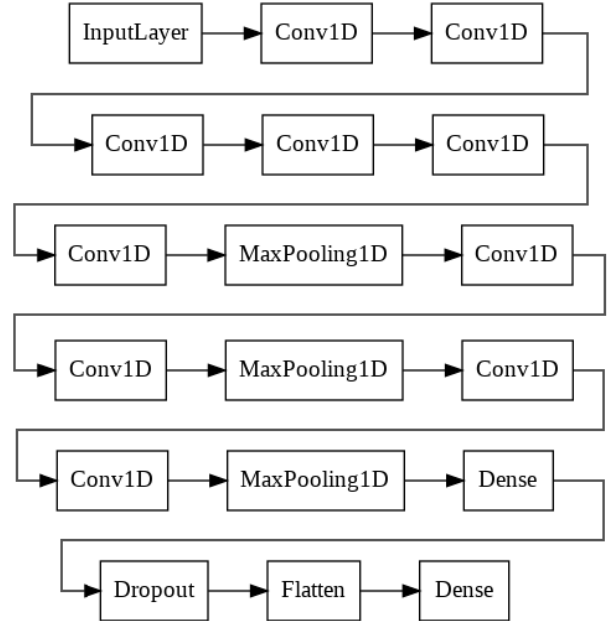 InputLayer Conv1D Conv1D
Conv1D Conv1D Conv1D
Conv1D MaxPooling1D Conv1D
Conv1D MaxPooling1D Conv1D
Conv1D MaxPooling1D Dense
Dropout Flatten Dense